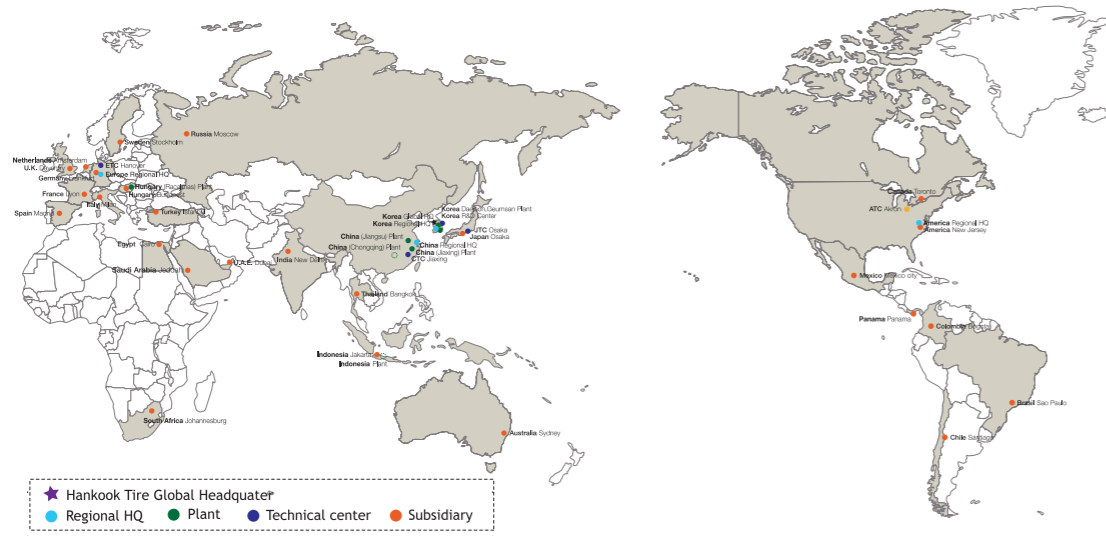 Russia Moscow
Sweden Stockholm
Netherlands Amsterdam
ETC Hanover
U.K.
Europe Regional HQ
Germany
Hungary (Racalmas) Plant
Hungary Budapest
France Lyon
Italy Milan
Spain Madrid
Turkey Istanbul
Egypt Cairo
Saudi Arabia Jeddah
U.A.E. Dubai
India New Delhi
Korea Daejeon, Geumsan Plant
Korea Global HQ
Korea R&D Center
Korea Regional HQ
JTC Osaka
Japan Osaka
China (Jiangsu) Plant
China Regional HQ
China (Chongqing) Plant
China (Jiaxing) Plant
CTC Jiaxing
Thailand Bangkok
Indonesia Jakarta
Indonesia Plant
South Africa Johannesburg
Australia Sydney
Canada Toronto
ATC Akron
America Regional HQ
America New Jersey
Mexico Mexico city
Panama Panama
Colombia Bogota
Brasil Sao Paulo
Chile Santiago
Hankook Tire Global Headquater
Regional HQ
Plant
Technical center
Subsidiary